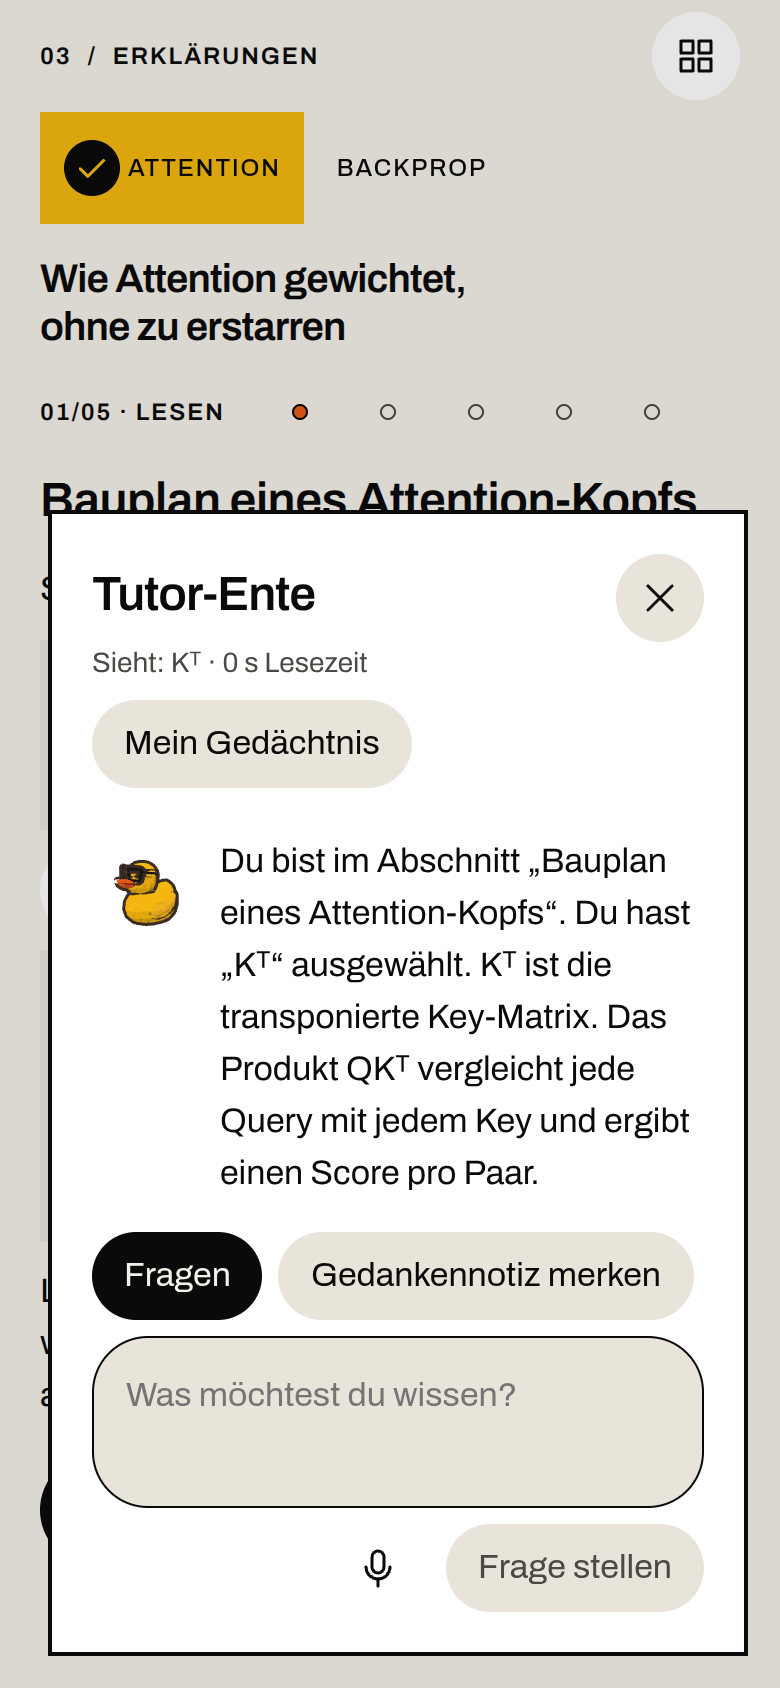 03 / ERKLÄRUNGEN
ATTENTION
BACKPROP
Wie Attention gewichtet,
ohne zu erstarren
01/05 · LESEN
Bauplan eines Attention-Kopfs
Tutor-Ente
Sieht: Kᵀ · 0 s Lesezeit
Mein Gedächtnis
Du bist im Abschnitt „Bauplan
eines Attention-Kopfs“. Du hast
„Kᵀ“ ausgewählt. Kᵀ ist die
transponierte Key-Matrix. Das
Produkt QKᵀ vergleicht jede
Query mit jedem Key und ergibt
einen Score pro Paar.
Fragen
Gedankennotiz merken
Was möchtest du wissen?
Frage stellen